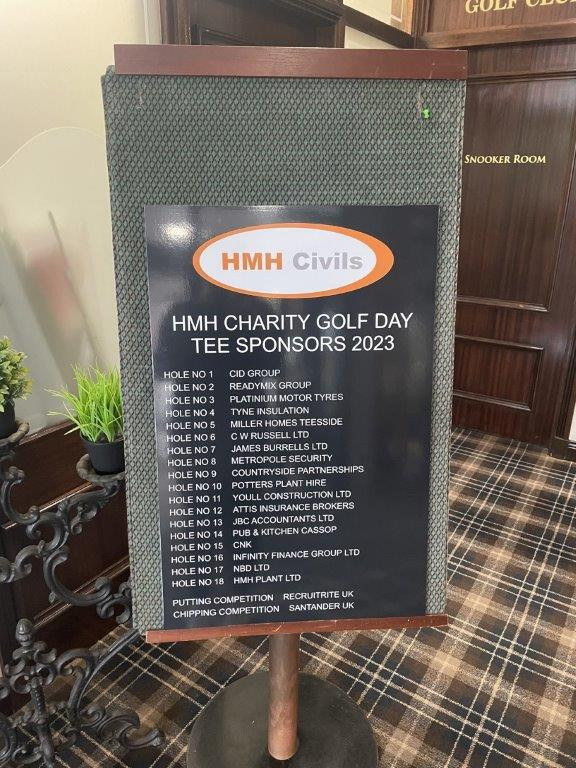 GOLF CLUB
SNOOKER ROOM
HMH Civils
HMH CHARITY GOLF DAY
TEE SPONSORS 2023
HOLE NO 1 CID GROUP
HOLE NO 2 READYMIX GROUP
HOLE NO 3 PLATINIUM MOTOR TYRES
HOLE NO 4 TYNE INSULATION
HOLE NO 5 MILLER HOMES TEESSIDE
HOLE NO 6 C W RUSSELL LTD
HOLE NO 7 JAMES BURRELLS LTD
HOLE NO 8 METROPOLE SECURITY
HOLE NO 9 COUNTRYSIDE PARTNERSHIPS
HOLE NO 10 POTTERS PLANT HIRE
HOLE NO 11 YOULL CONSTRUCTION LTD
HOLE NO 12 ATTIS INSURANCE BROKERS
HOLE NO 13 JBC ACCOUNTANTS LTD
HOLE NO 14 PUB & KITCHEN CASSOP
HOLE NO 15 CNK
HOLE NO 16 INFINITY FINANCE GROUP LTD
HOLE NO 17 NBD LTD
HOLE NO 18 HMH PLANT LTD
PUTTING COMPETITION RECRUITRITE UK
CHIPPING COMPETITION SANTANDER UK